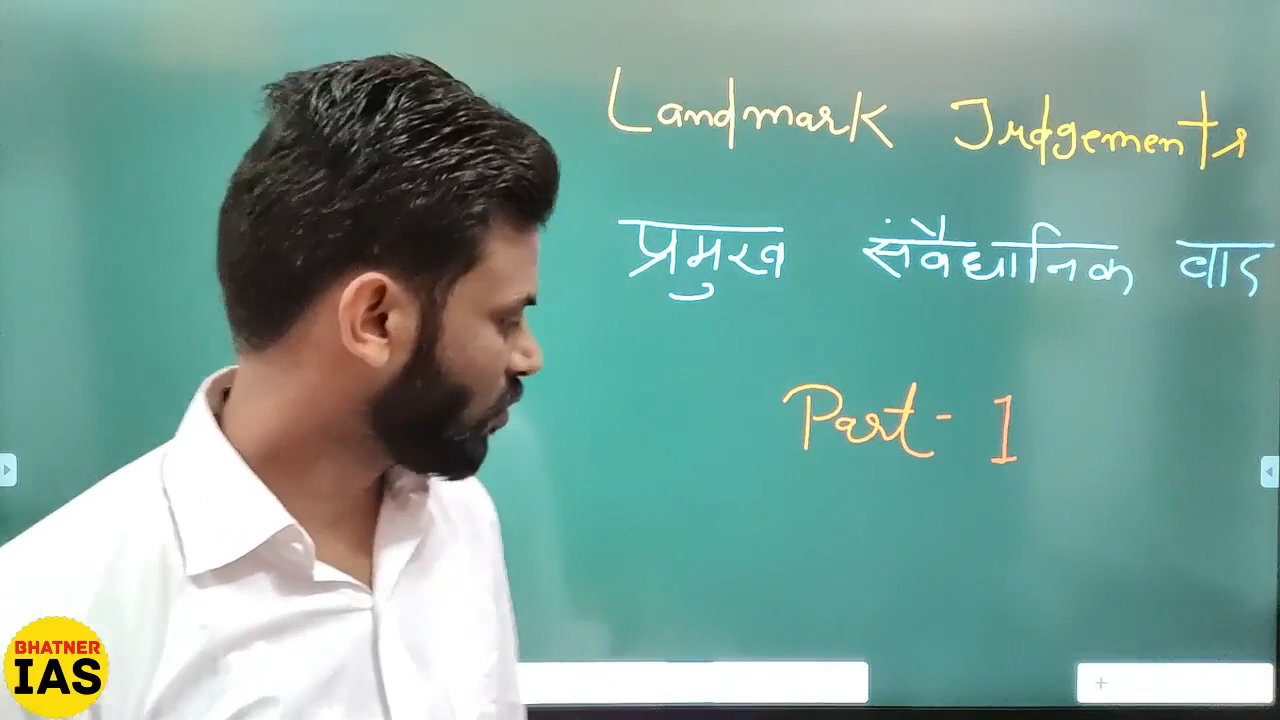 Landmark Judgements
प्रमुख संवैधानिक वाद
Part - 1
BHATNER
IAS